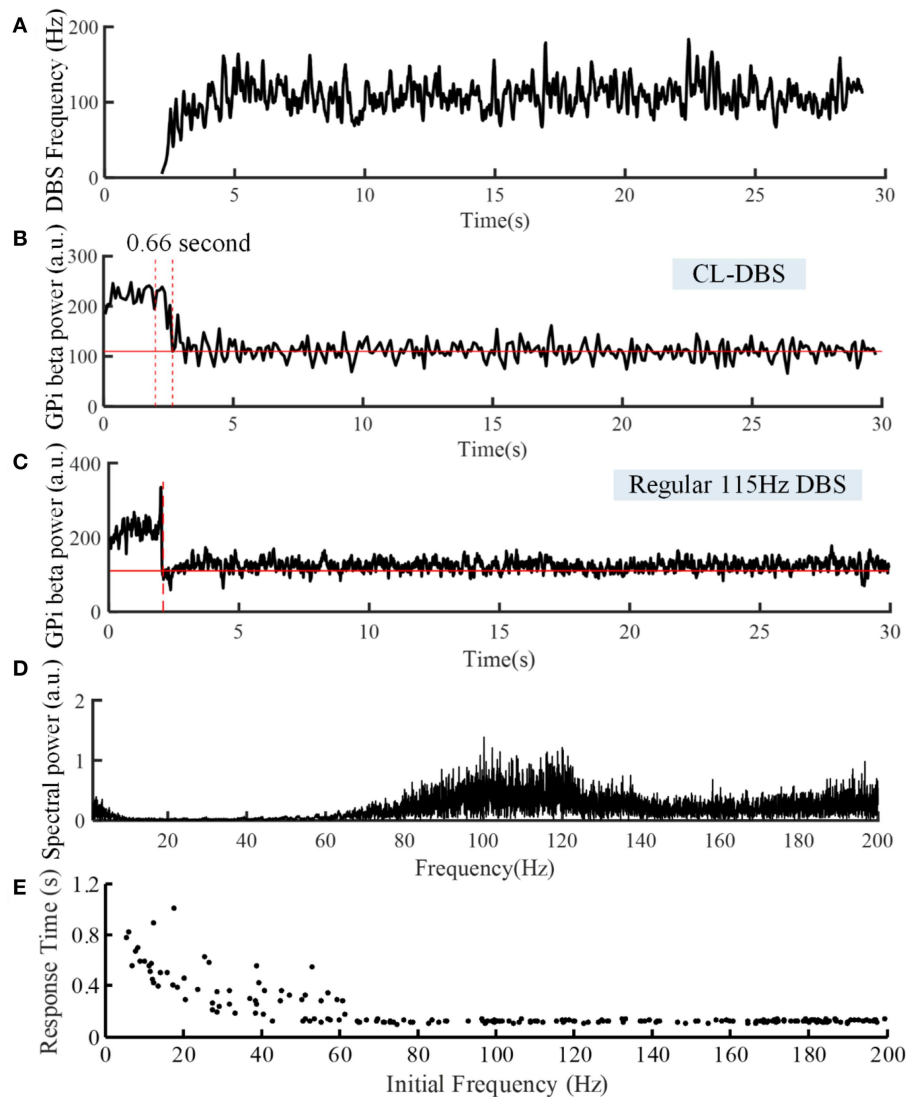 A
DBS Frequency (Hz)
200
100
0
0 5 10 15 20 25 30
Time(s)
B
GPi beta power (a.u.)
0.66 second
CL-DBS
300
200
100
0
0 5 10 15 20 25 30
Time(s)
C
GPi beta power (a.u.)
Regular 115Hz DBS
400
200
0
0 5 10 15 20 25 30
Time(s)
D
Spectral power (a.u.)
2
1
0
20 40 60 80 100 120 140 160 180 200
Frequency(Hz)
E
Response Time (s)
1.2
0.8
0.4
0
0 20 40 60 80 100 120 140 160 180 200
Initial Frequency (Hz)